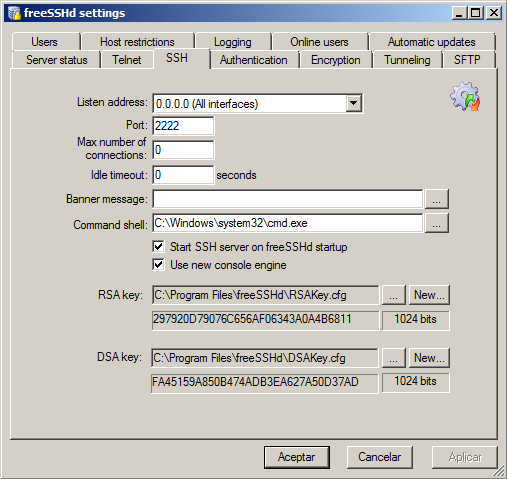 freeSSHd settings
Users
Host restrictions
Logging
Online users
Automatic updates
Server status
Telnet
SSH
Authentication
Encryption
Tunneling
SFTP
Listen address: 0.0.0.0 (All interfaces)
Port: 2222
Max number of
connections: 0
Idle timeout: 0 seconds
Banner message: ...
Command shell: C:\Windows\system32\cmd.exe ...
Start SSH server on freeSSHd startup
Use new console engine
RSA key: C:\Program Files\freeSSHd\RSAKey.cfg ... New...
297920D79076C656AF06343A0A4B6811 1024 bits
DSA key: C:\Program Files\freeSSHd\DSAKey.cfg ... New...
FA45159A850B474ADB3EA627A50D37AD 1024 bits
Aceptar
Cancelar
Aplicar